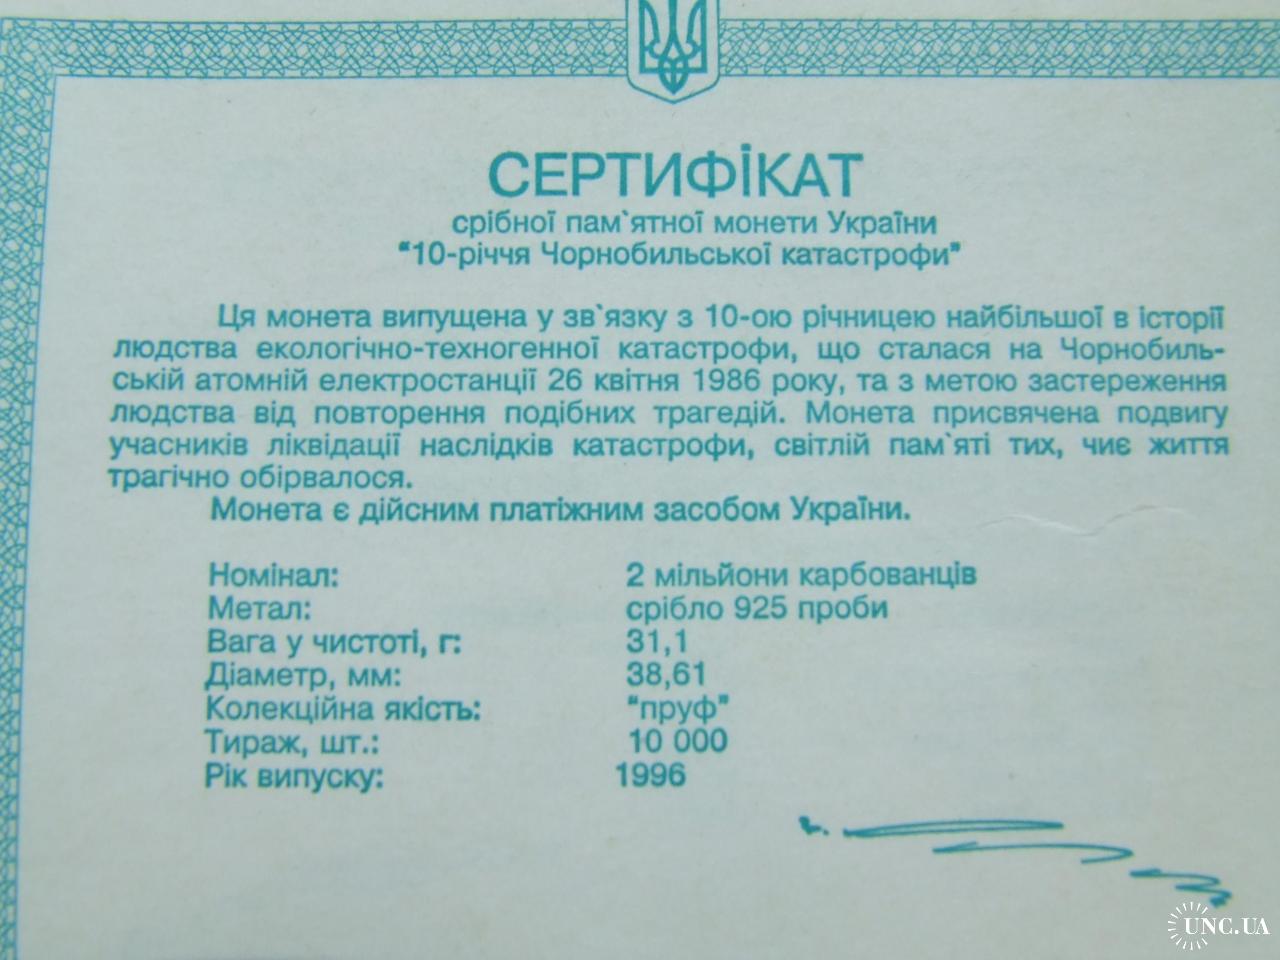 СЕРТИФІКАТ
срібної пам`ятної монети України
"10-річчя Чорнобильської катастрофи"
Ця монета випущена у зв`язку з 10-ою річницею найбільшої в історії
людства екологічно-техногенної катастрофи, що сталася на Чорнобиль-
ській атомній електростанції 26 квітня 1986 року, та з метою застереження
людства від повторення подібних трагедій. Монета присвячена подвигу
учасників ліквідації наслідків катастрофи, світлій пам`яті тих, чиє життя
трагічно обірвалося.
Монета є дійсним платіжним засобом України.
Номінал: 2 мільйони карбованців
Метал: срібло 925 проби
Вага у чистоті, г: 31,1
Діаметр, мм: 38,61
Колекційна якість: "пруф"
Тираж, шт.: 10 000
Рік випуску: 1996
UNC.UA